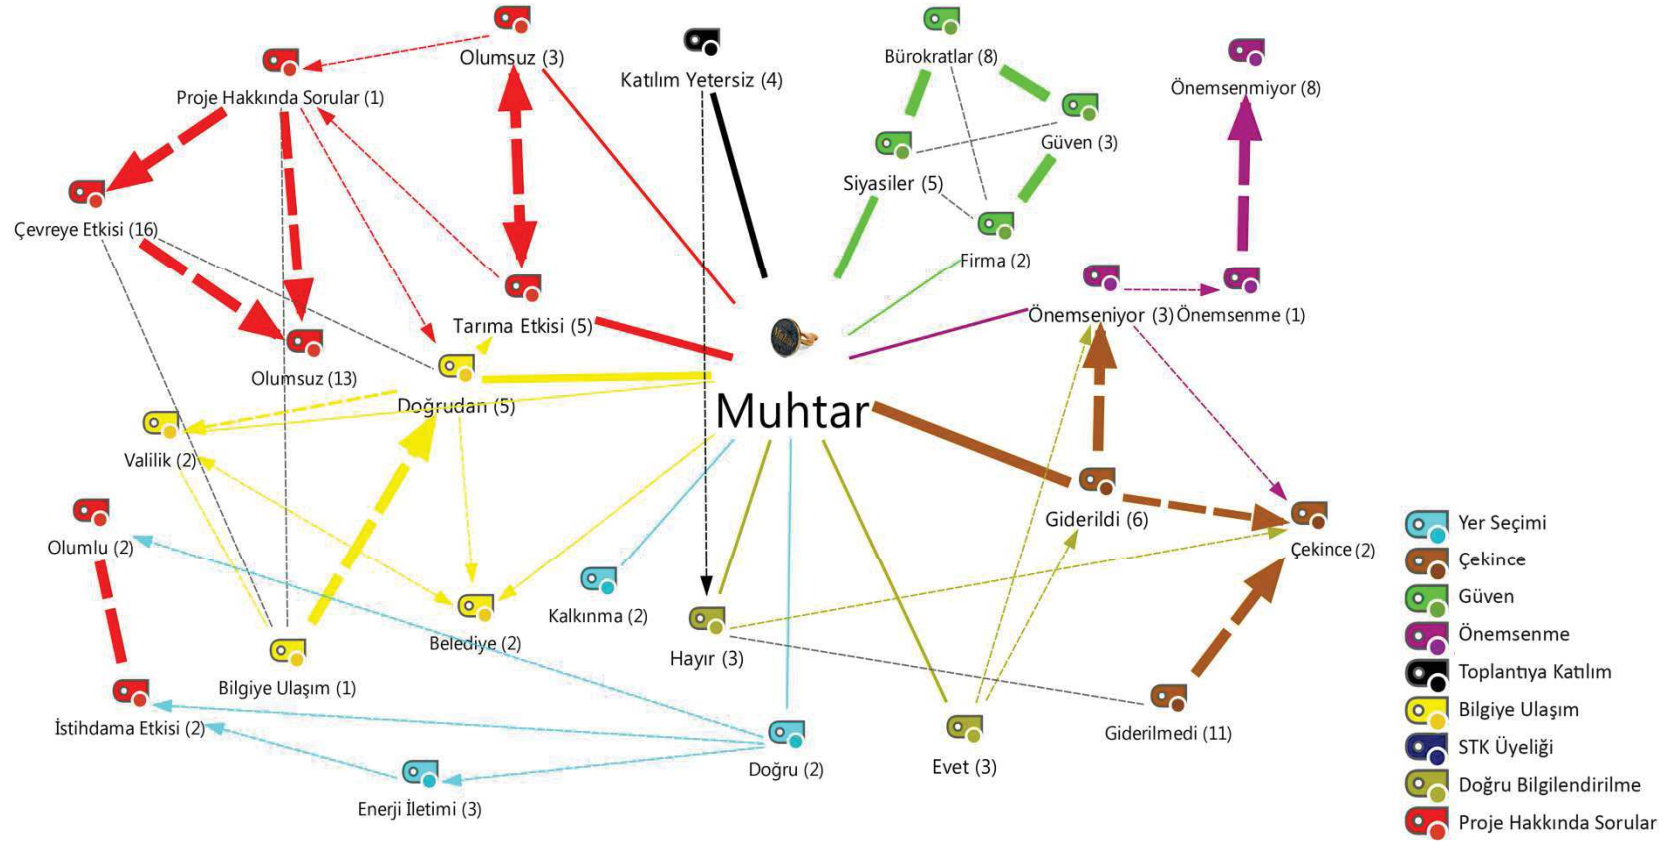 Olumsuz (3)
Bürokratlar (8)
Katılım Yetersiz (4)
Önemsenmiyor (8)
Proje Hakkında Sorular (1)
Güven (3)
Siyasiler (5)
Çevreye Etkisi (16)
Firma (2)
Önemseniyor (3)
Önemsenme (1)
Tarıma Etkisi (5)
Olumsuz (13)
Doğrudan (5)
Muhtar
Valilik (2)
Giderildi (6)
Olumlu (2)
Çekince (2)
Kalkınma (2)
Belediye (2)
Hayır (3)
Bilgiye Ulaşım (1)
İstihdama Etkisi (2)
Giderilmedi (11)
Doğru (2)
Evet (3)
Enerji İletimi (3)
Yer Seçimi
Çekince
Güven
Önemsenme
Toplantıya Katılım
Bilgiye Ulaşım
STK Üyeliği
Doğru Bilgilendirilme
Proje Hakkında Sorular